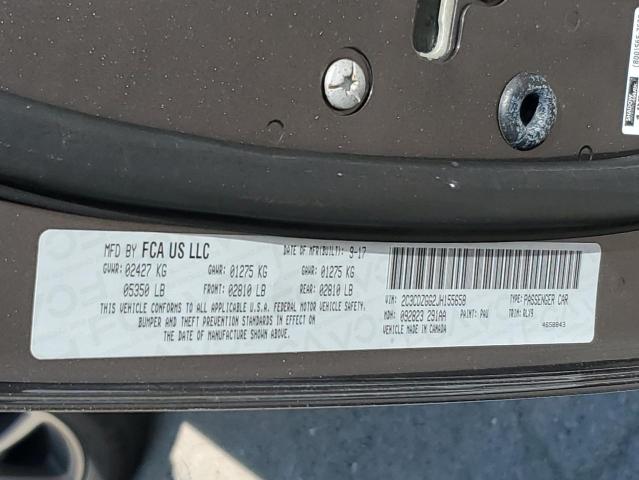 MFD BY FCA US LLC
DATE OF MFR(BUILT): 9-17
GVWR: 02427 KG GAWR: 01275 KG GAWR: 01275 KG
05350 LB FRONT: 02810 LB REAR: 02810 LB
THIS VEHICLE CONFORMS TO ALL APPLICABLE U.S. FEDERAL MOTOR VEHICLE SAFETY,
BUMPER AND THEFT PREVENTION STANDARDS IN EFFECT ON
THE DATE OF MANUFACTURE SHOWN ABOVE.
VIN: 2C3CDZGG2JH155658 TYPE: PASSENGER CAR
MDH: 092823 291AA PAINT: PAU TRIM: RLX9
MADE IN CANADA 4658843